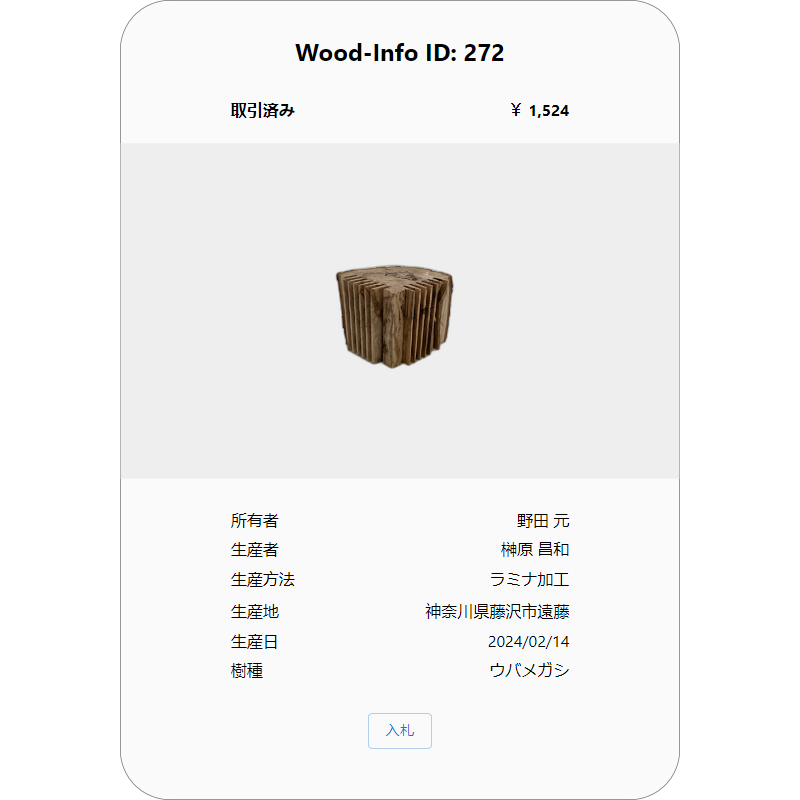 Wood-Info ID: 272
取引済み ¥ 1,524
所有者 野田 元
生産者 榊原 昌和
生産方法 ラミナ加工
生産地 神奈川県藤沢市遠藤
生産日 2024/02/14
樹種 ウバメガシ
入札